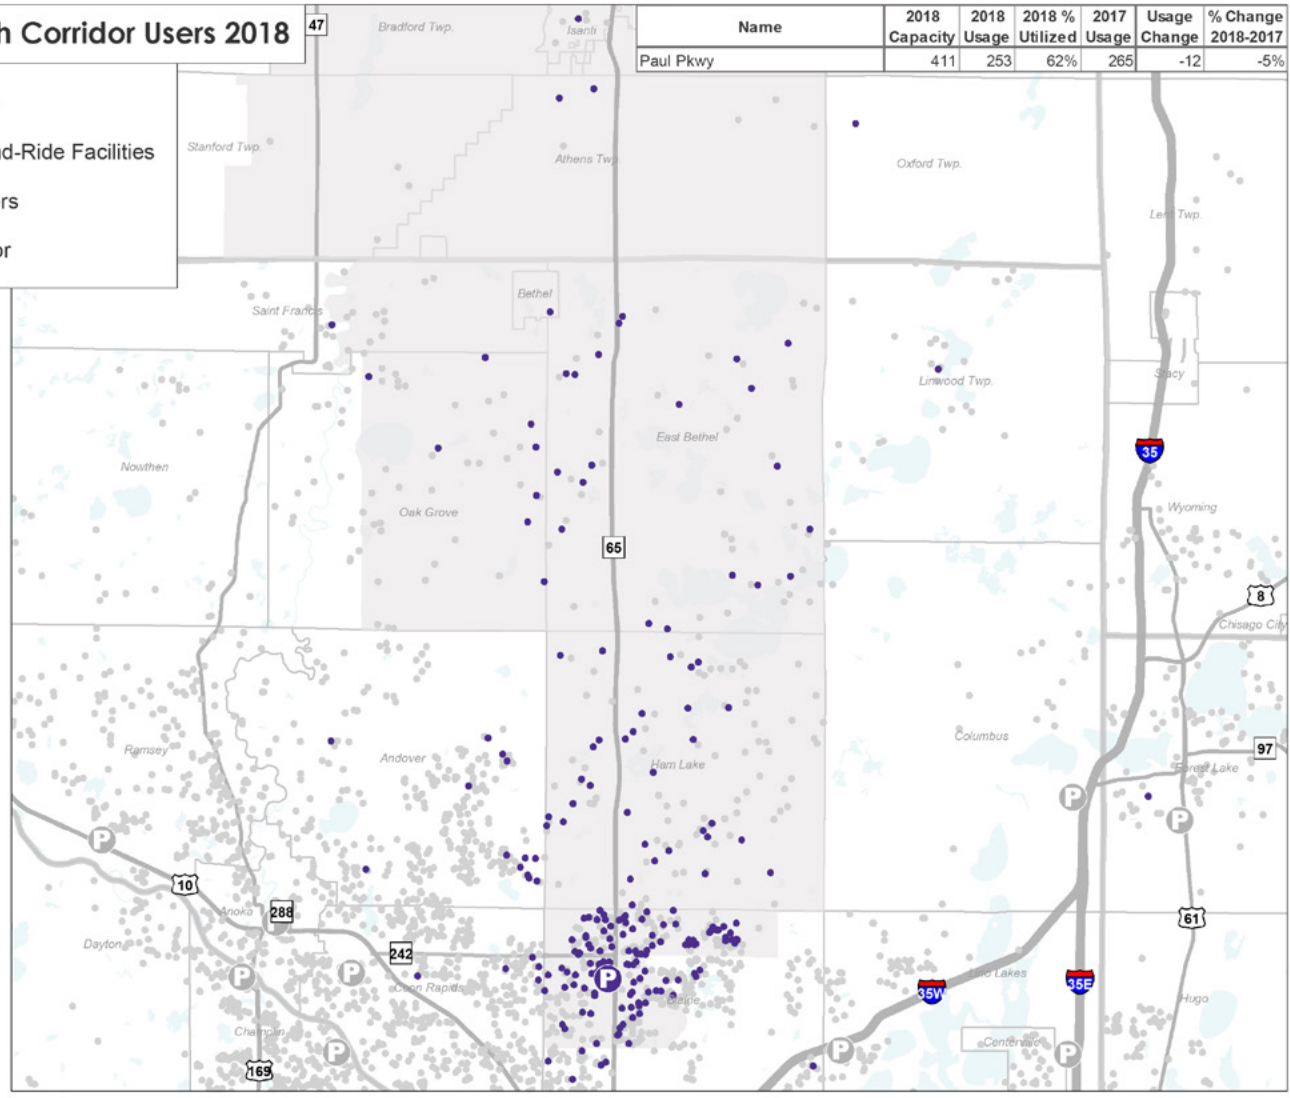 h Corridor Users 2018
d-Ride Facilities
rs
or
Name 2018 Capacity 2018 Usage 2018 % Utilized 2017 Usage Usage Change % Change 2018-2017
Paul Pkwy 411 253 62% 265 -12 -5%
47
Bradford Twp.
Isanti
Stanford Twp.
Athens Twp.
Oxford Twp.
Lent Twp.
Saint Francis
Bethel
Linwood Twp.
Stacy
East Bethel
35
Nowthen
Oak Grove
Wyoming
65
8
Chisago City
Ramsey
Andover
Ham Lake
Columbus
97
Forest Lake
P
P
P
10
Anoka
288
61
Dayton
242
P
P
Coon Rapids
P
Blaine
35W
Lino Lakes
35E
Hugo
Champlin
P
169
P
Centerville
P